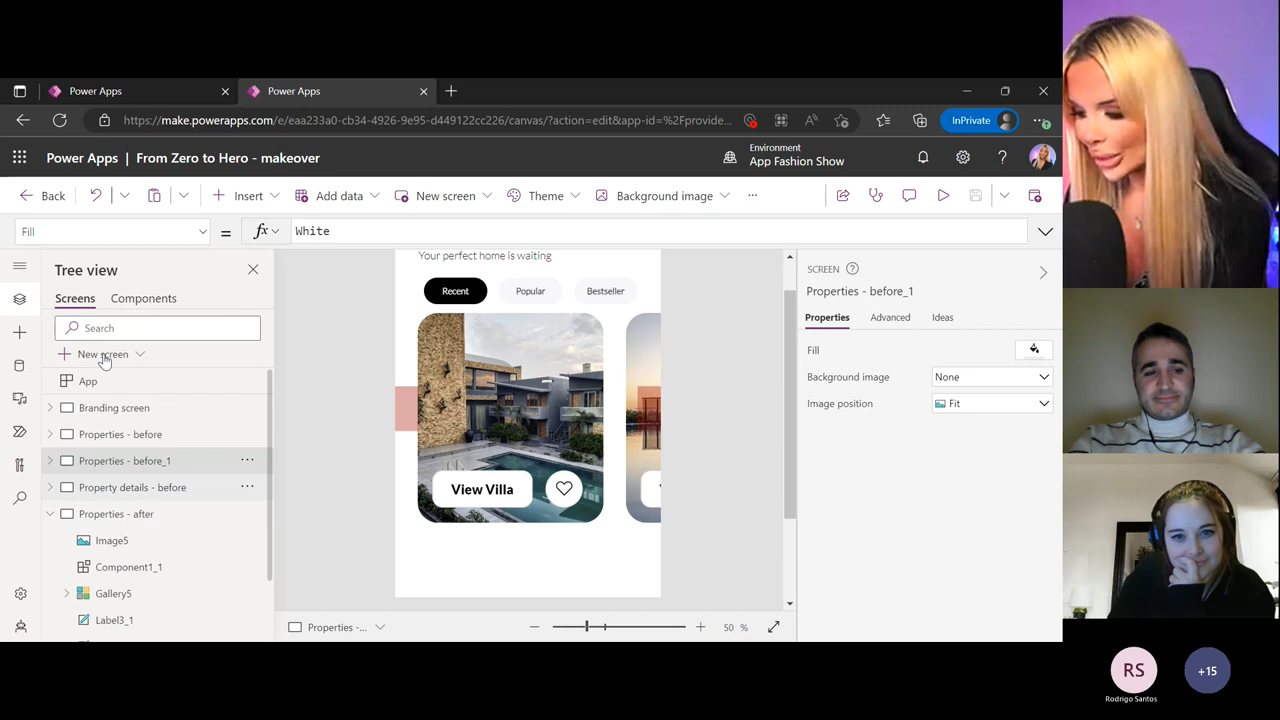 Power Apps
Power Apps
https://make.powerapps.com/e/eaa233a0-cb34-4926-9e95-d449122cc226/canvas/?action=edit&app-id=%2Fprovide...
InPrivate
Power Apps | From Zero to Hero - makeover
Environment
App Fashion Show
Back
Insert
Add data
New screen
Theme
Background image
...
Fill
=
fx
White
Tree view
Screens
Components
Search
New screen
App
Branding screen
Properties - before
Properties - before_1
Property details - before
Properties - after
Image5
Component1_1
Gallery5
Label3_1
Your perfect home is waiting
Recent
Popular
Bestseller
View Villa
Properties -...
50 %
SCREEN
Properties - before_1
Properties
Advanced
Ideas
Fill
Background image
None
Image position
Fit
RS
Rodrigo Santos
+15